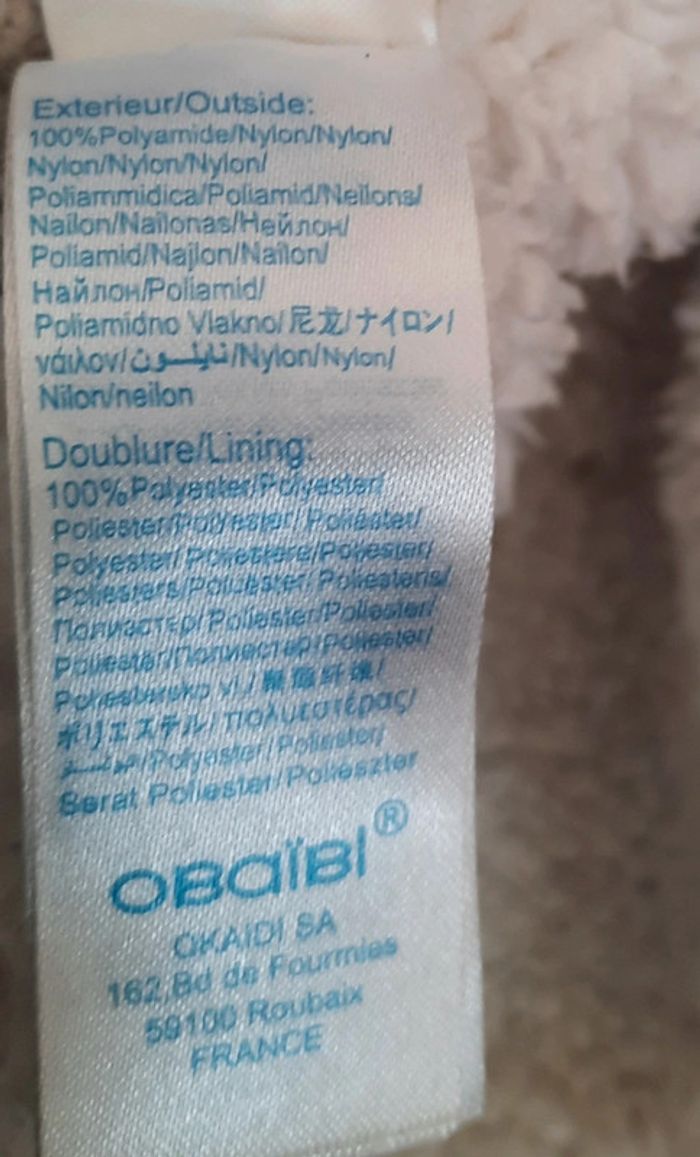 Exterieur/Outside:
100%Polyamide/Nylon/Nylon/
Nylon/Nylon/Nylon/
Poliammidica/Poliamid/Neilons/
Nailon/Nailonas/Нейлон/
Poliamid/Najlon/Nailon/
Найлон/Poliamid/
Poliamidno Vlakno/尼龙/ナイロン/
νάιλον/نايلون/Nylon/Nylon/
Nilon/neilon
Doublure/Lining:
100%Polyester/Polyester/
Poliester/Polyester/Poliéster/
Polyester/Poliestere/Poliester/
Poliesters/Poliester/Poliesteris/
Полиэстер/Poliester/Poliester/
Poliester/Полиестер/Poliester/
vl/聚酯纤维/
ポリエステル/πολυεστέρας/
/Polyester/Poliester/
Serat Poliester/Poliészter
OBAÏBI®
OKAIDI SA
162,Bd de Fourmies
59100 Roubaix
FRANCE